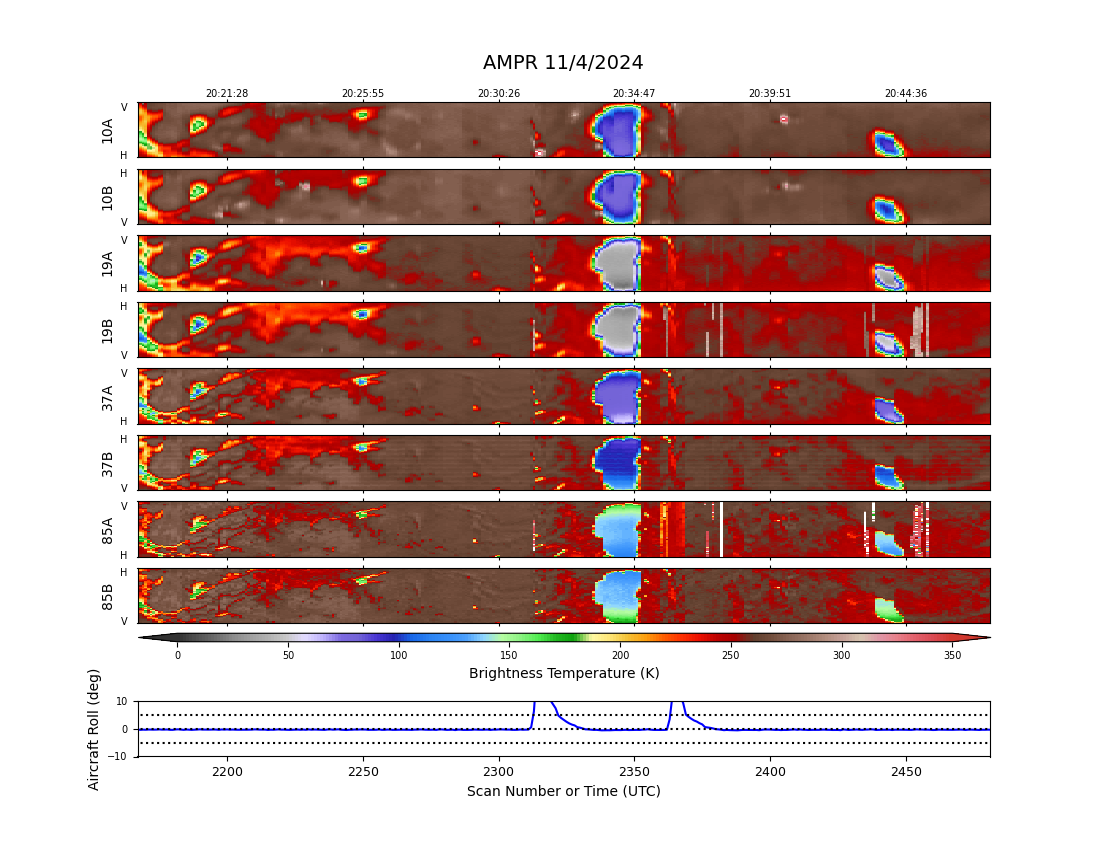 AMPR 11/4/2024
20:21:28 20:25:55 20:30:26 20:34:47 20:39:51 20:44:36
V
10A
H
H
10B
V
V
19A
H
H
19B
V
V
37A
H
H
37B
V
V
85A
H
H
85B
V
0 50 100 150 200 250 300 350
Brightness Temperature (K)
Aircraft Roll (deg)
10
0
−10
2200 2250 2300 2350 2400 2450
Scan Number or Time (UTC)